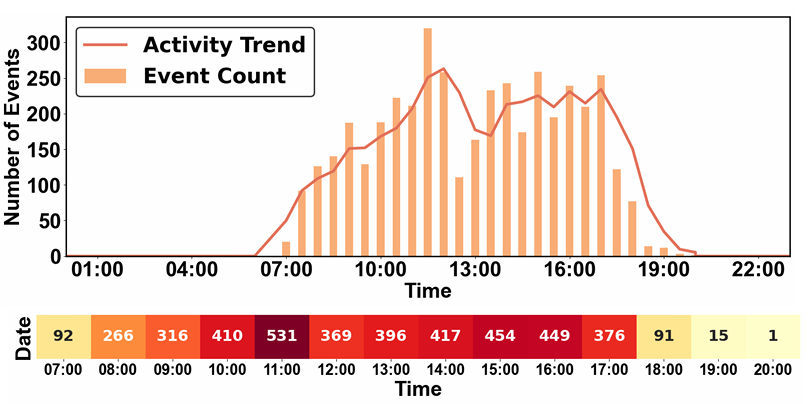 Activity Trend
Event Count
Number of Events
300
250
200
150
100
50
0
01:00 04:00 07:00 10:00 13:00 16:00 19:00 22:00
Time
Date
92 266 316 410 531 369 396 417 454 449 376 91 15 1
07:00 08:00 09:00 10:00 11:00 12:00 13:00 14:00 15:00 16:00 17:00 18:00 19:00 20:00
Time